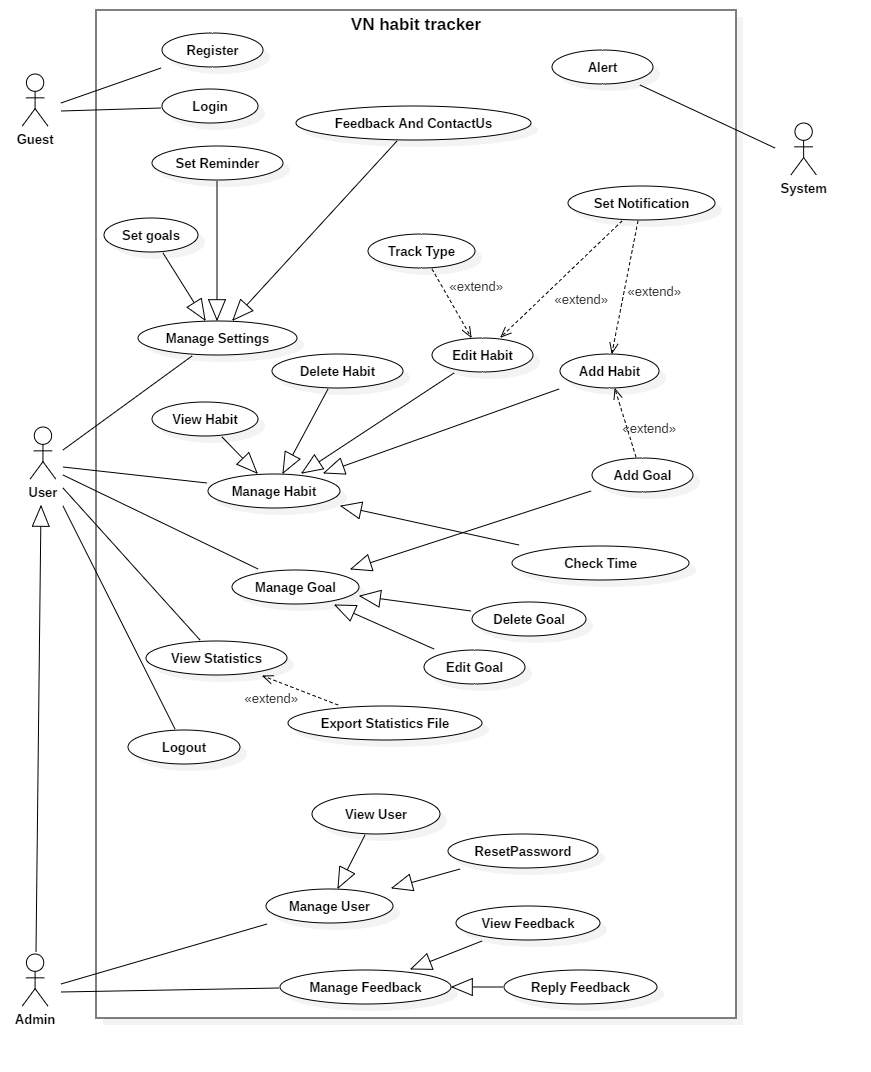 VN habit tracker
Register
Alert
Login
Feedback And ContactUs
Guest
Set Reminder
System
Set Notification
Set goals
Track Type
«extend»
«extend»
«extend»
Manage Settings
Edit Habit
Delete Habit
Add Habit
View Habit
«extend»
User
Manage Habit
Add Goal
Check Time
Manage Goal
Delete Goal
View Statistics
Edit Goal
«extend»
Export Statistics File
Logout
View User
ResetPassword
Manage User
View Feedback
Manage Feedback
Reply Feedback
Admin